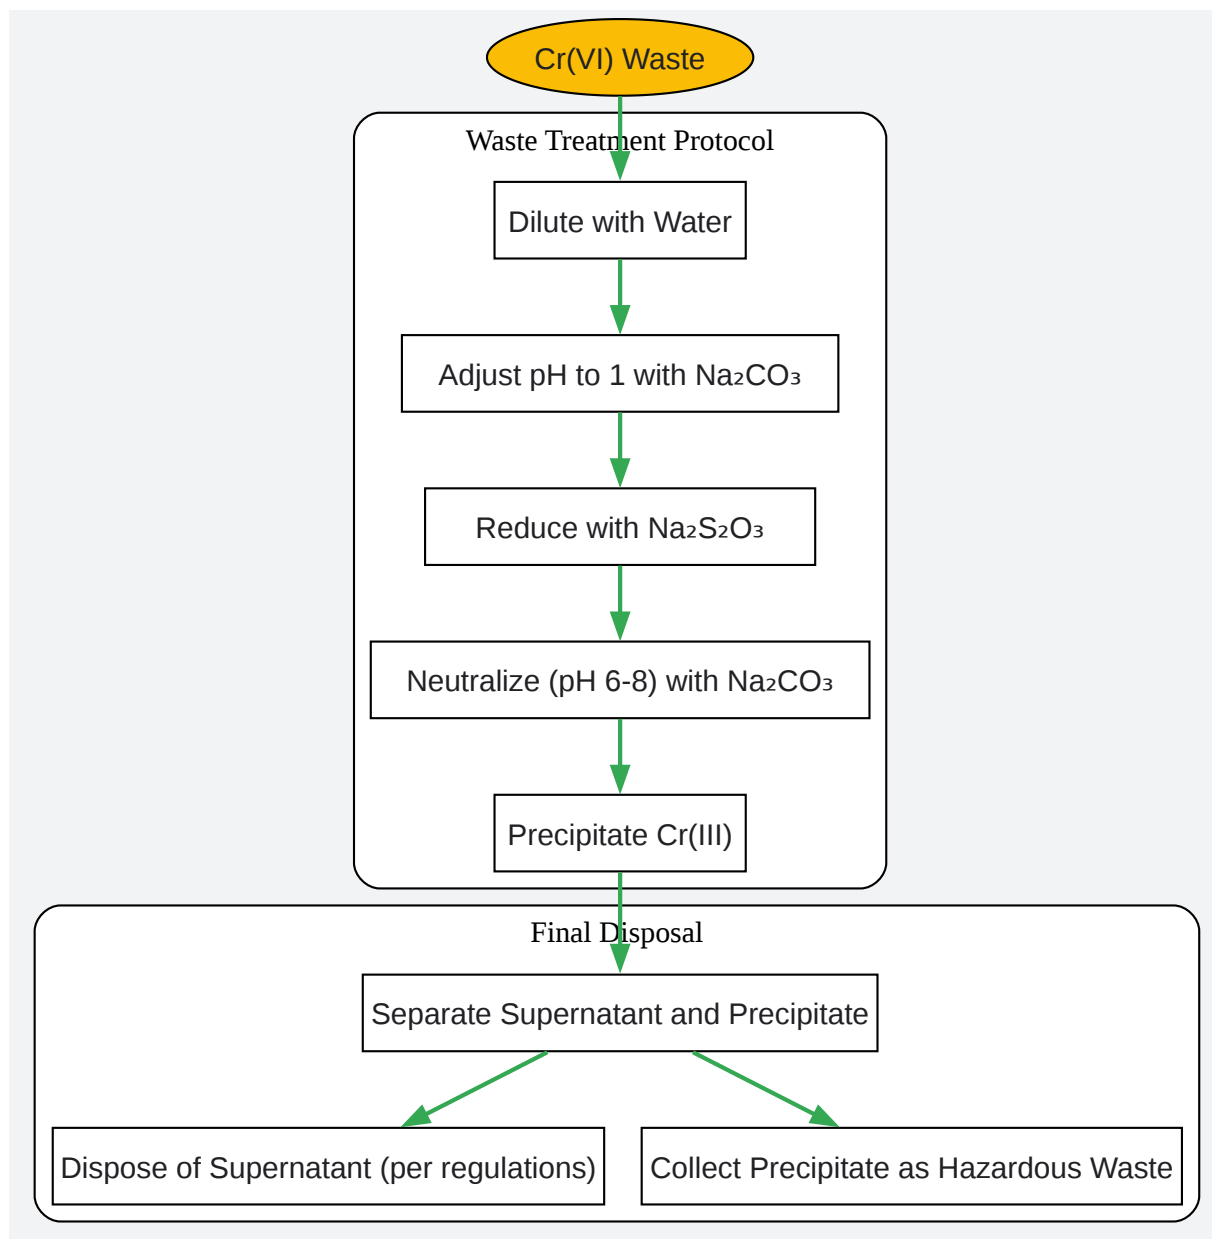 Cr(VI) Waste
Waste Treatment Protocol
Dilute with Water
Adjust pH to 1 with Na₂CO₃
Reduce with Na₂S₂O₃
Neutralize (pH 6-8) with Na₂CO₃
Precipitate Cr(III)
Final Disposal
Separate Supernatant and Precipitate
Dispose of Supernatant (per regulations)
Collect Precipitate as Hazardous Waste